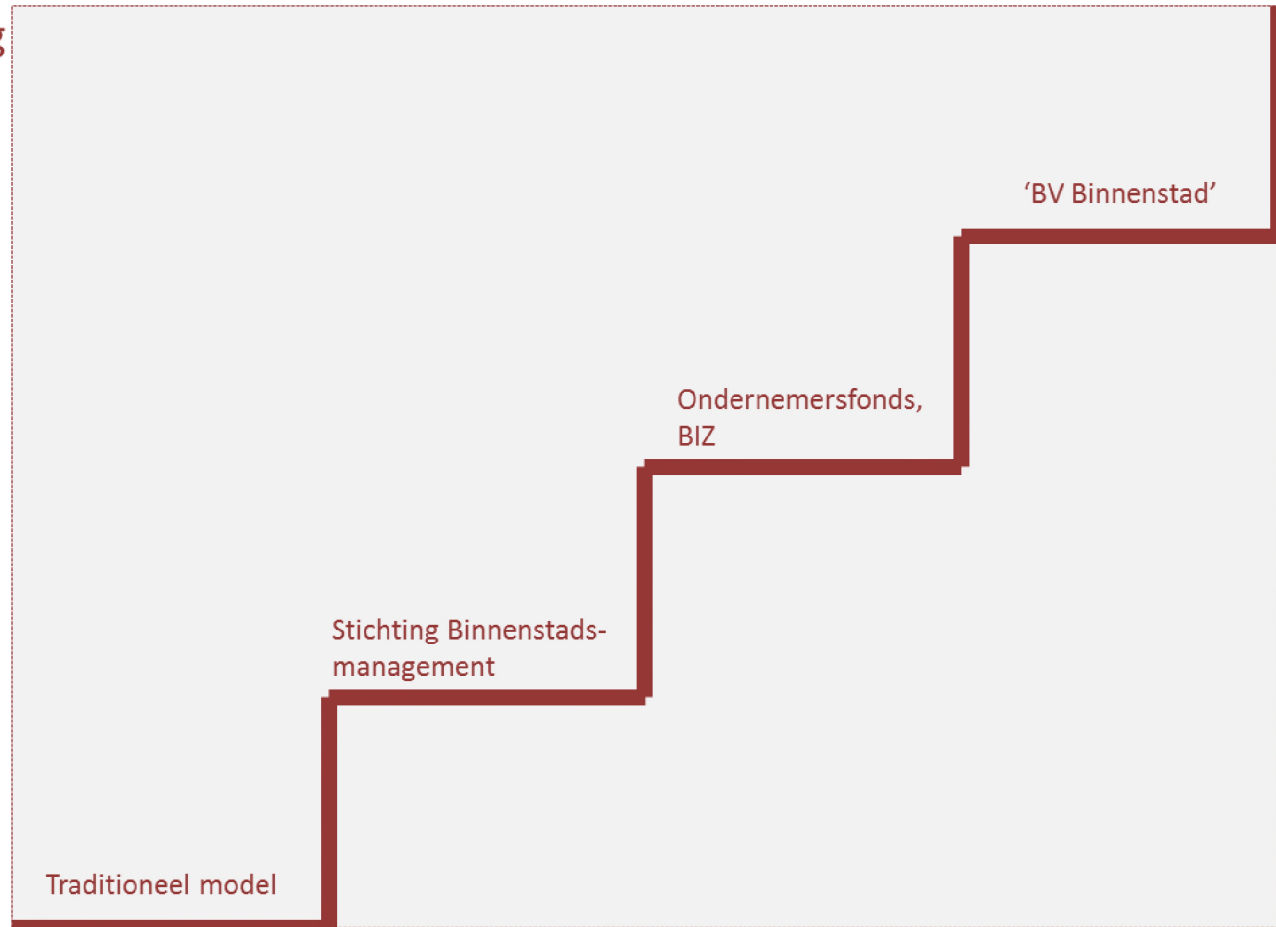 g
‘BV Binnenstad’
Ondernemersfonds,
BIZ
Stichting Binnenstads-
management
Traditioneel model